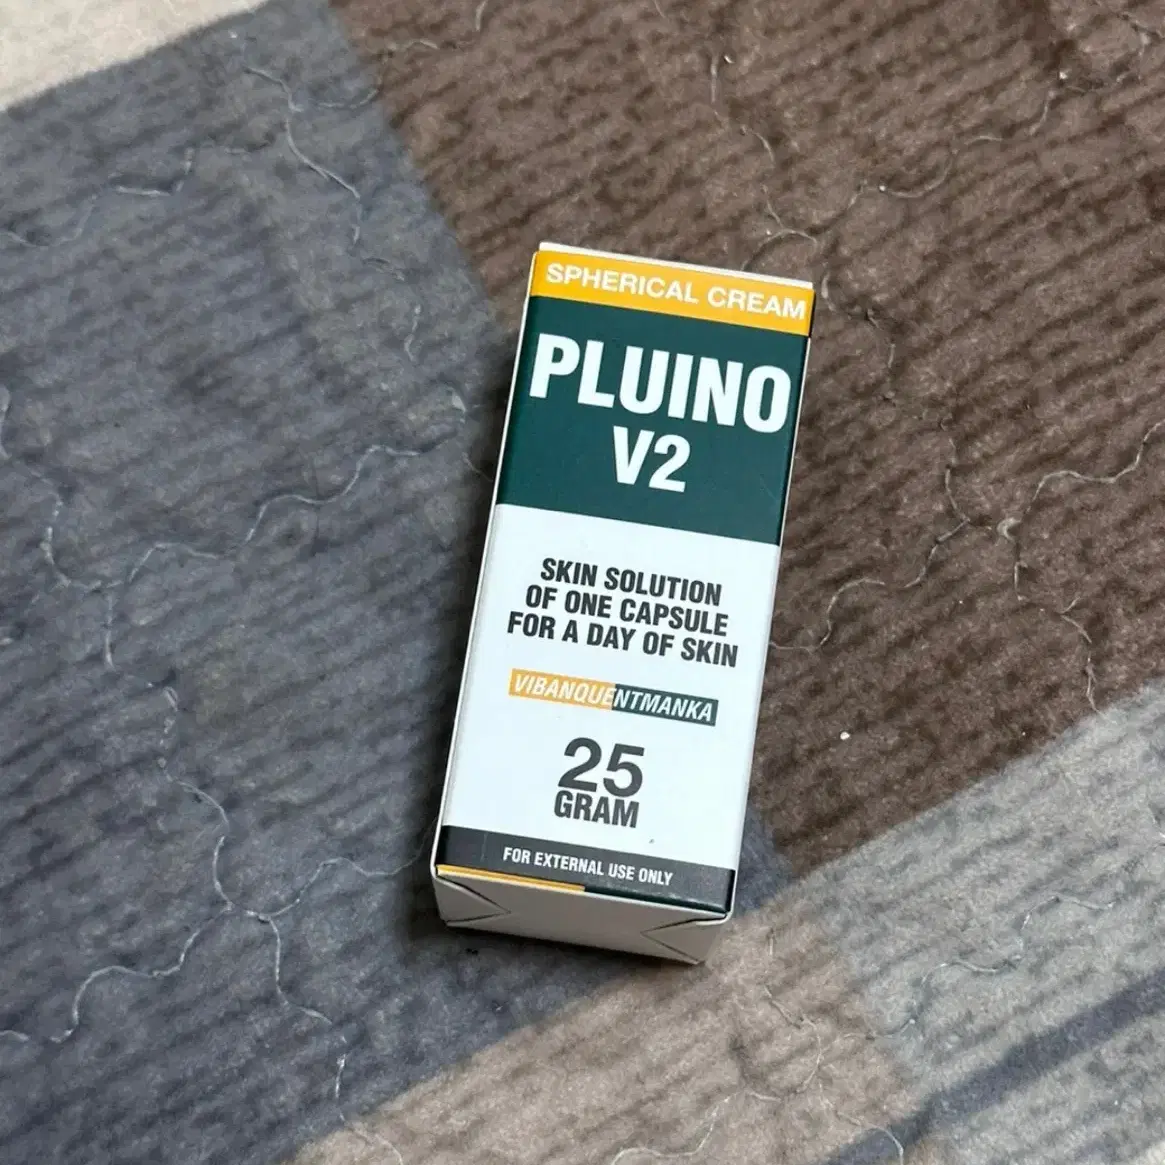 SPHERICAL CREAM
PLUINO
V2
SKIN SOLUTION
OF ONE CAPSULE
FOR A DAY OF SKIN
VIBANQUENTMANKA
25
GRAM
FOR EXTERNAL USE ONLY